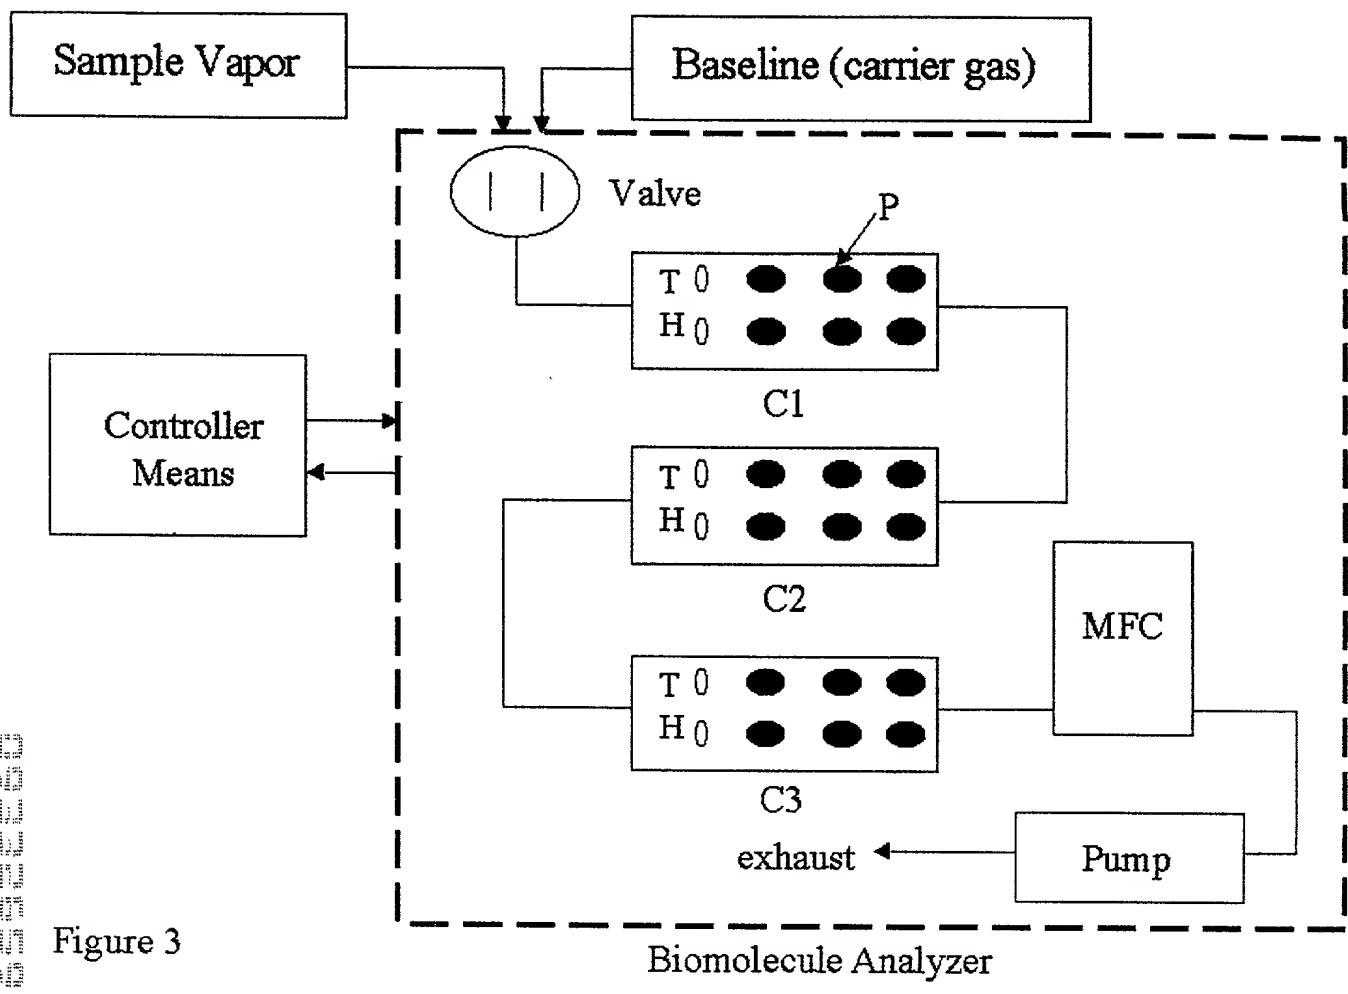 Sample Vapor
Baseline (carrier gas)
Valve
P
T 0
H 0
C1
Controller
Means
T 0
H 0
C2
MFC
T 0
H 0
C3
exhaust
Pump
Figure 3
Biomolecule Analyzer